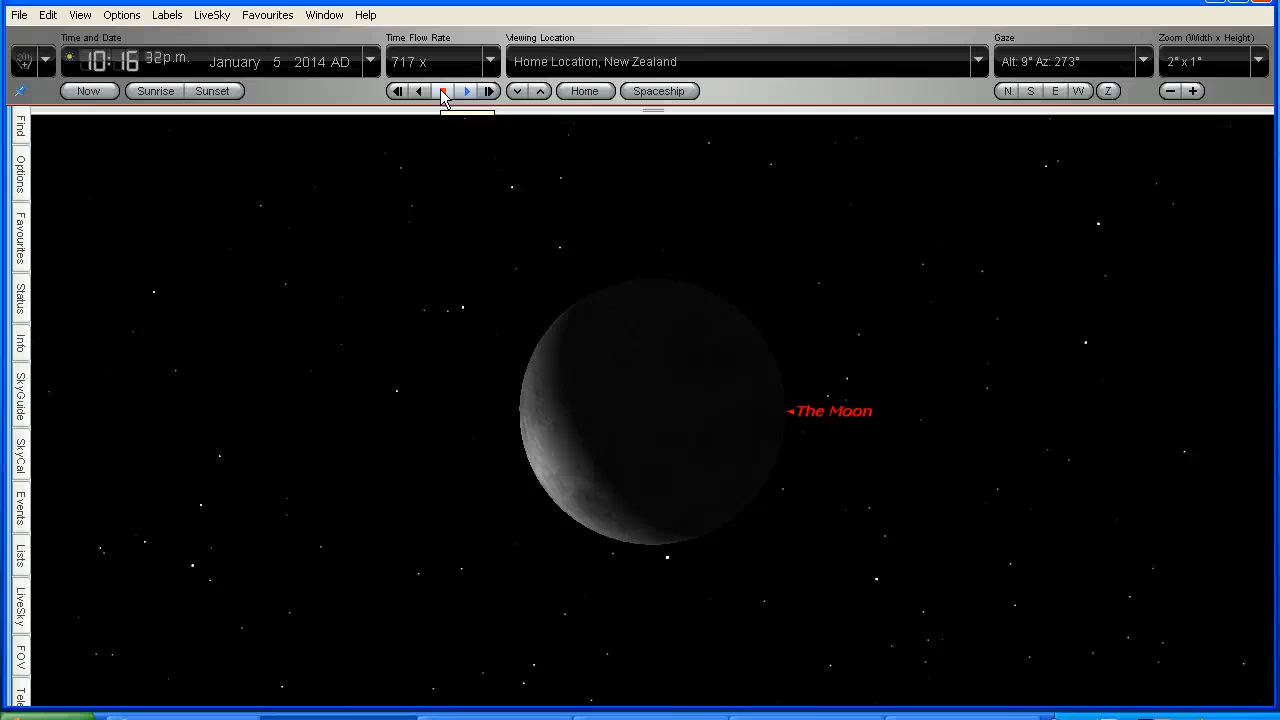 File Edit View Options Labels LiveSky Favourites Window Help
Time and Date Time Flow Rate Viewing Location Gaze Zoom (Width x Height)
10:16 32p.m. January 5 2014 AD 717 x Home Location, New Zealand Alt: 9° Az: 273° 2° x 1°
Now Sunrise Sunset Home Spaceship N S E W Z
Find
Options
Favourites
Status
Info
SkyGuide
SkyCal
Events
Lists
LiveSky
FOV
Tele
The Moon